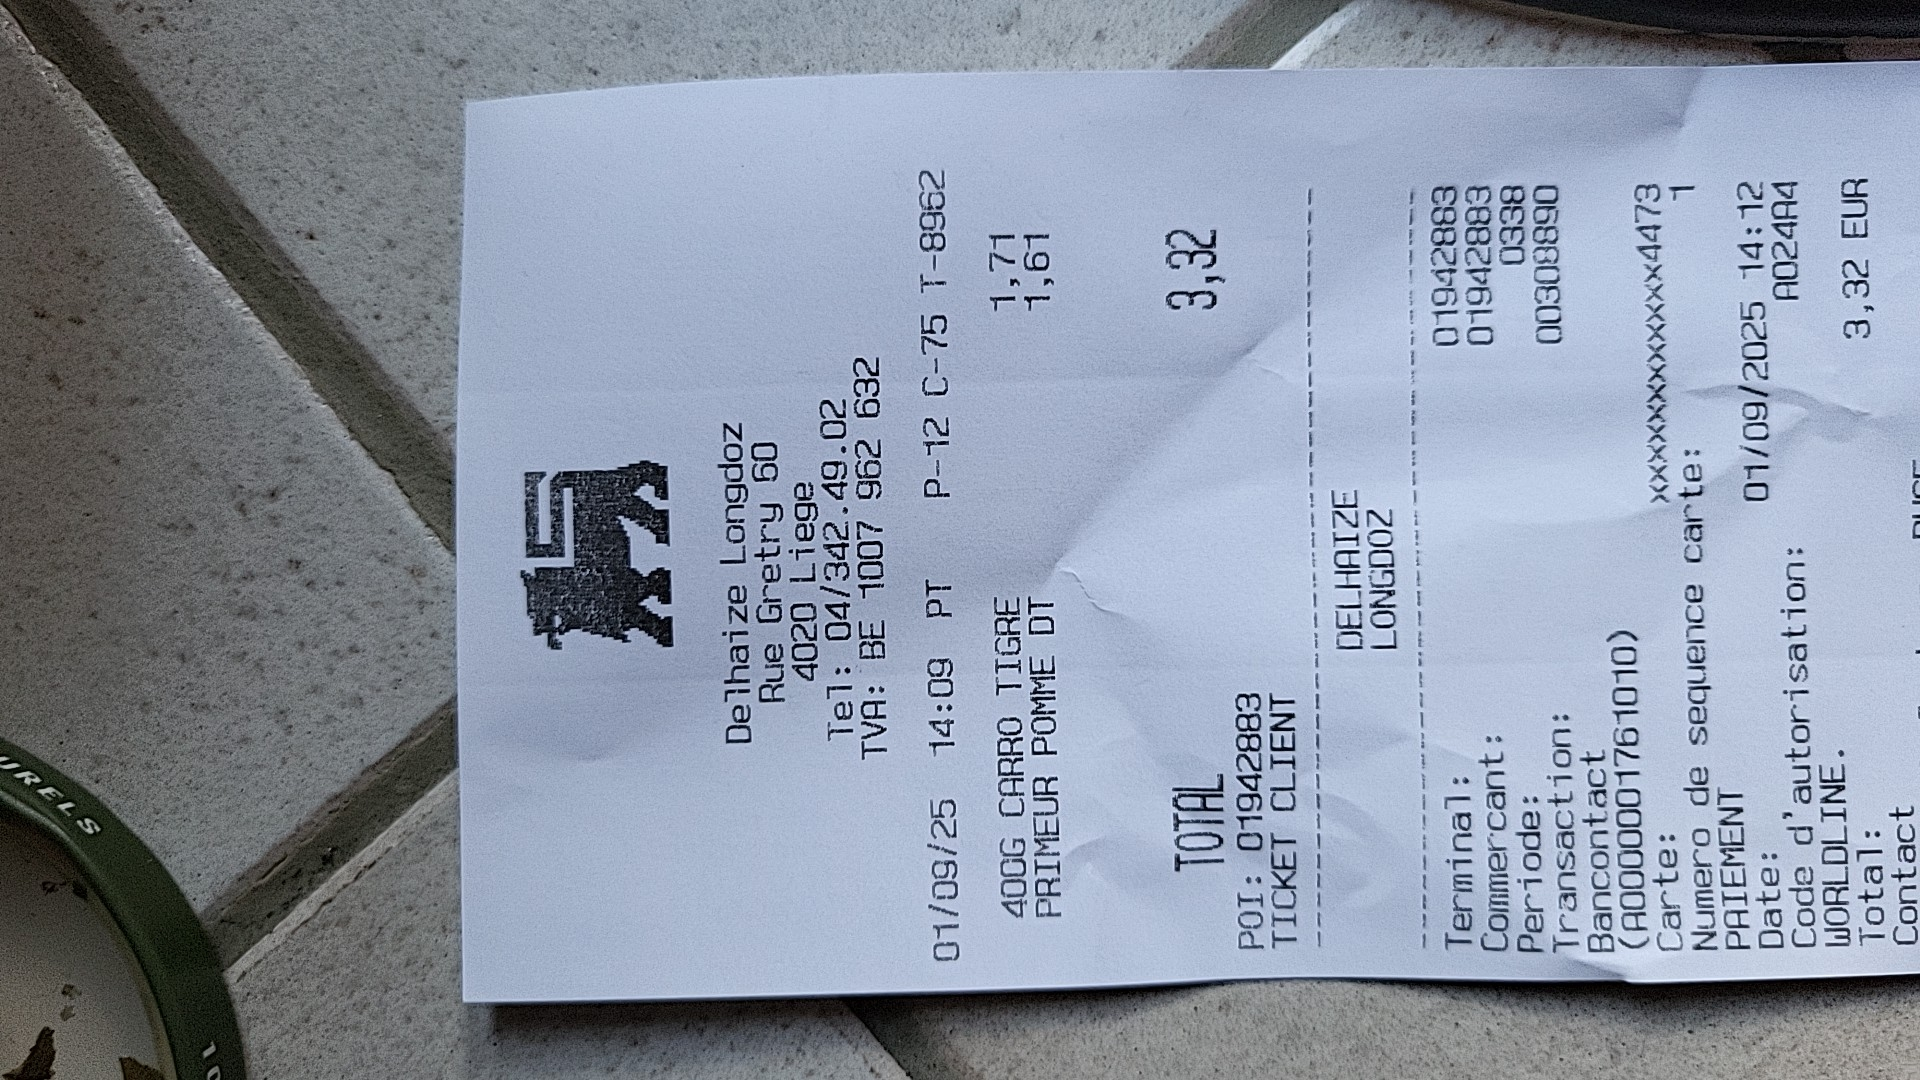 Delhaize Longdoz
Rue Gretry 60
4020 Liege
Tel: 04/342.49.02
TVA: BE 1007 962 632
01/09/25 14:09 PT P-12 C-75 T-8962
400G CARRO TIGRE 1,71
PRIMEUR POMME DT 1,61
TOTAL 3,32
POI: 01942883
TICKET CLIENT
DELHAIZE
LONGDOZ
Terminal: 01942883
Commercant: 01942883
Periode: 0338
Transaction: 00308890
Bancontact
(A0000001761010)
Carte: xxxxxxxxxxxxx4473
Numero de sequence carte: 1
PAIEMENT
Date: 01/09/2025 14:12
Code d'autorisation: A024A4
WORLDLINE.
Total: 3,32 EUR
Contact
URELS